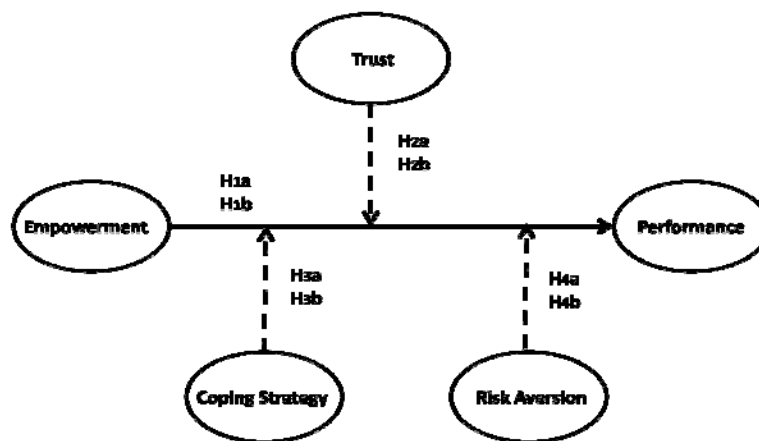 Trust
H2a
H2b
H1a
H1b
Empowerment
Performance
H3a
H3b
H4a
H4b
Coping Strategy
Risk Aversion